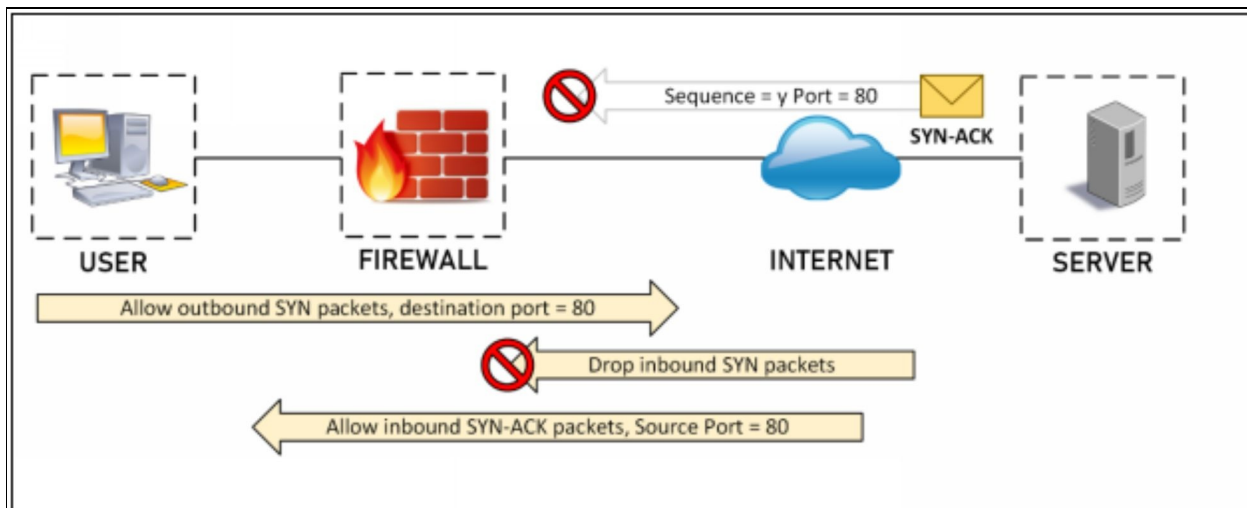 Sequence = y Port = 80
SYN-ACK
USER
FIREWALL
INTERNET
SERVER
Allow outbound SYN packets, destination port = 80
Drop inbound SYN packets
Allow inbound SYN-ACK packets, Source Port = 80